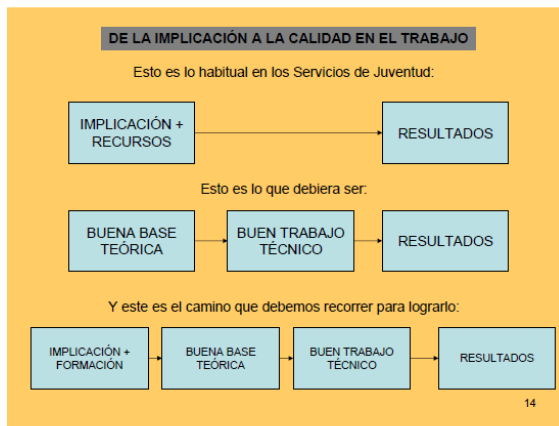 DE LA IMPLICACIÓN A LA CALIDAD EN EL TRABAJO
Esto es lo habitual en los Servicios de Juventud:
IMPLICACIÓN +
RECURSOS
RESULTADOS
Esto es lo que debiera ser:
BUENA BASE
TEÓRICA
BUEN TRABAJO
TÉCNICO
RESULTADOS
Y este es el camino que debemos recorrer para lograrlo:
IMPLICACIÓN +
FORMACIÓN
BUENA BASE
TEÓRICA
BUEN TRABAJO
TÉCNICO
RESULTADOS
14